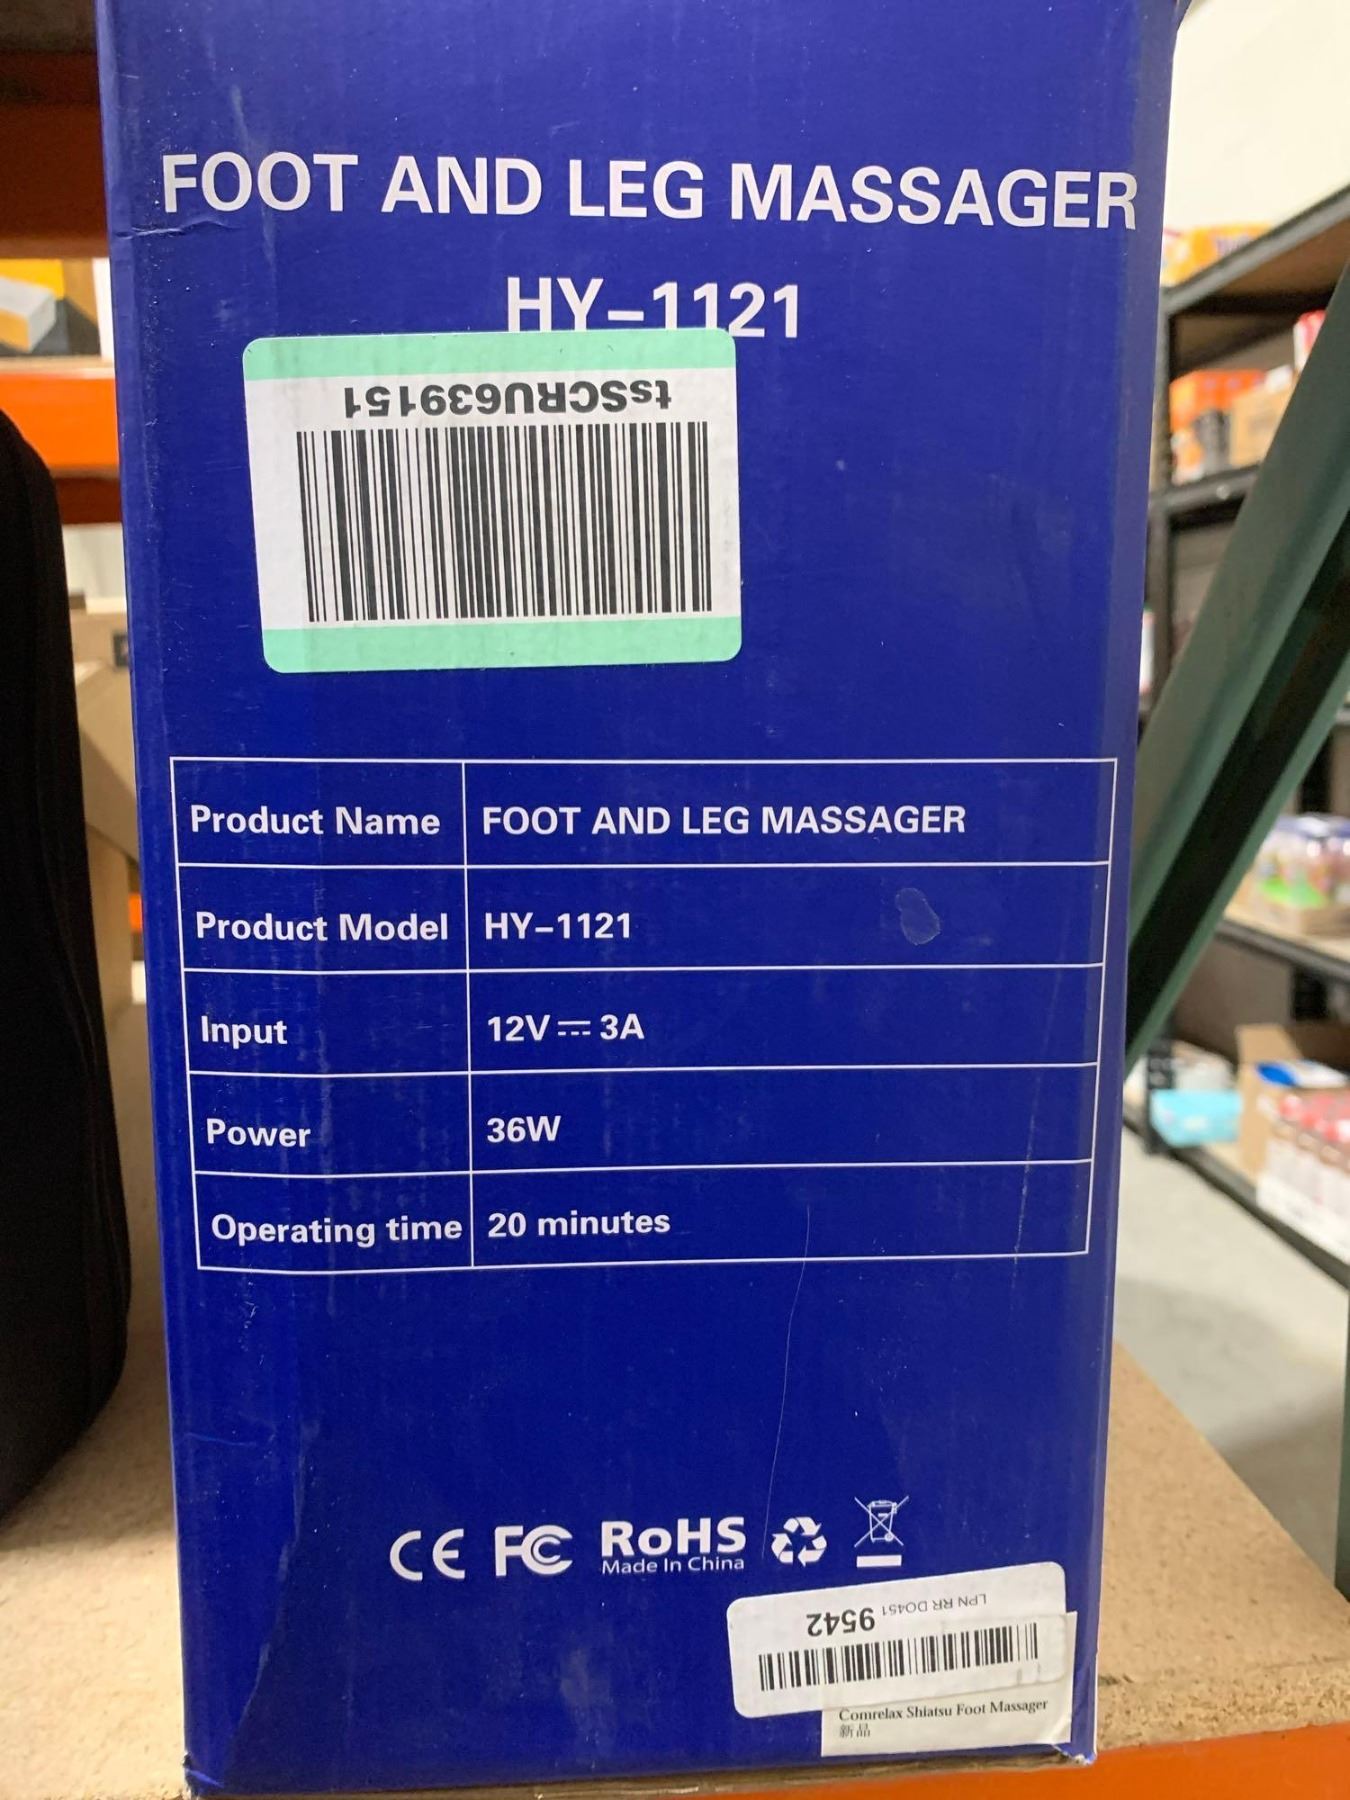 FOOT AND LEG MASSAGER
HY–1121
tsSCRU639151
Product Name FOOT AND LEG MASSAGER
Product Model HY–1121
Input 12V⎓3A
Power 36W
Operating time 20 minutes
CE FC RoHS
Made In China
LPN RR DO451 9542
Comrelax Shiatsu Foot Massager
新品